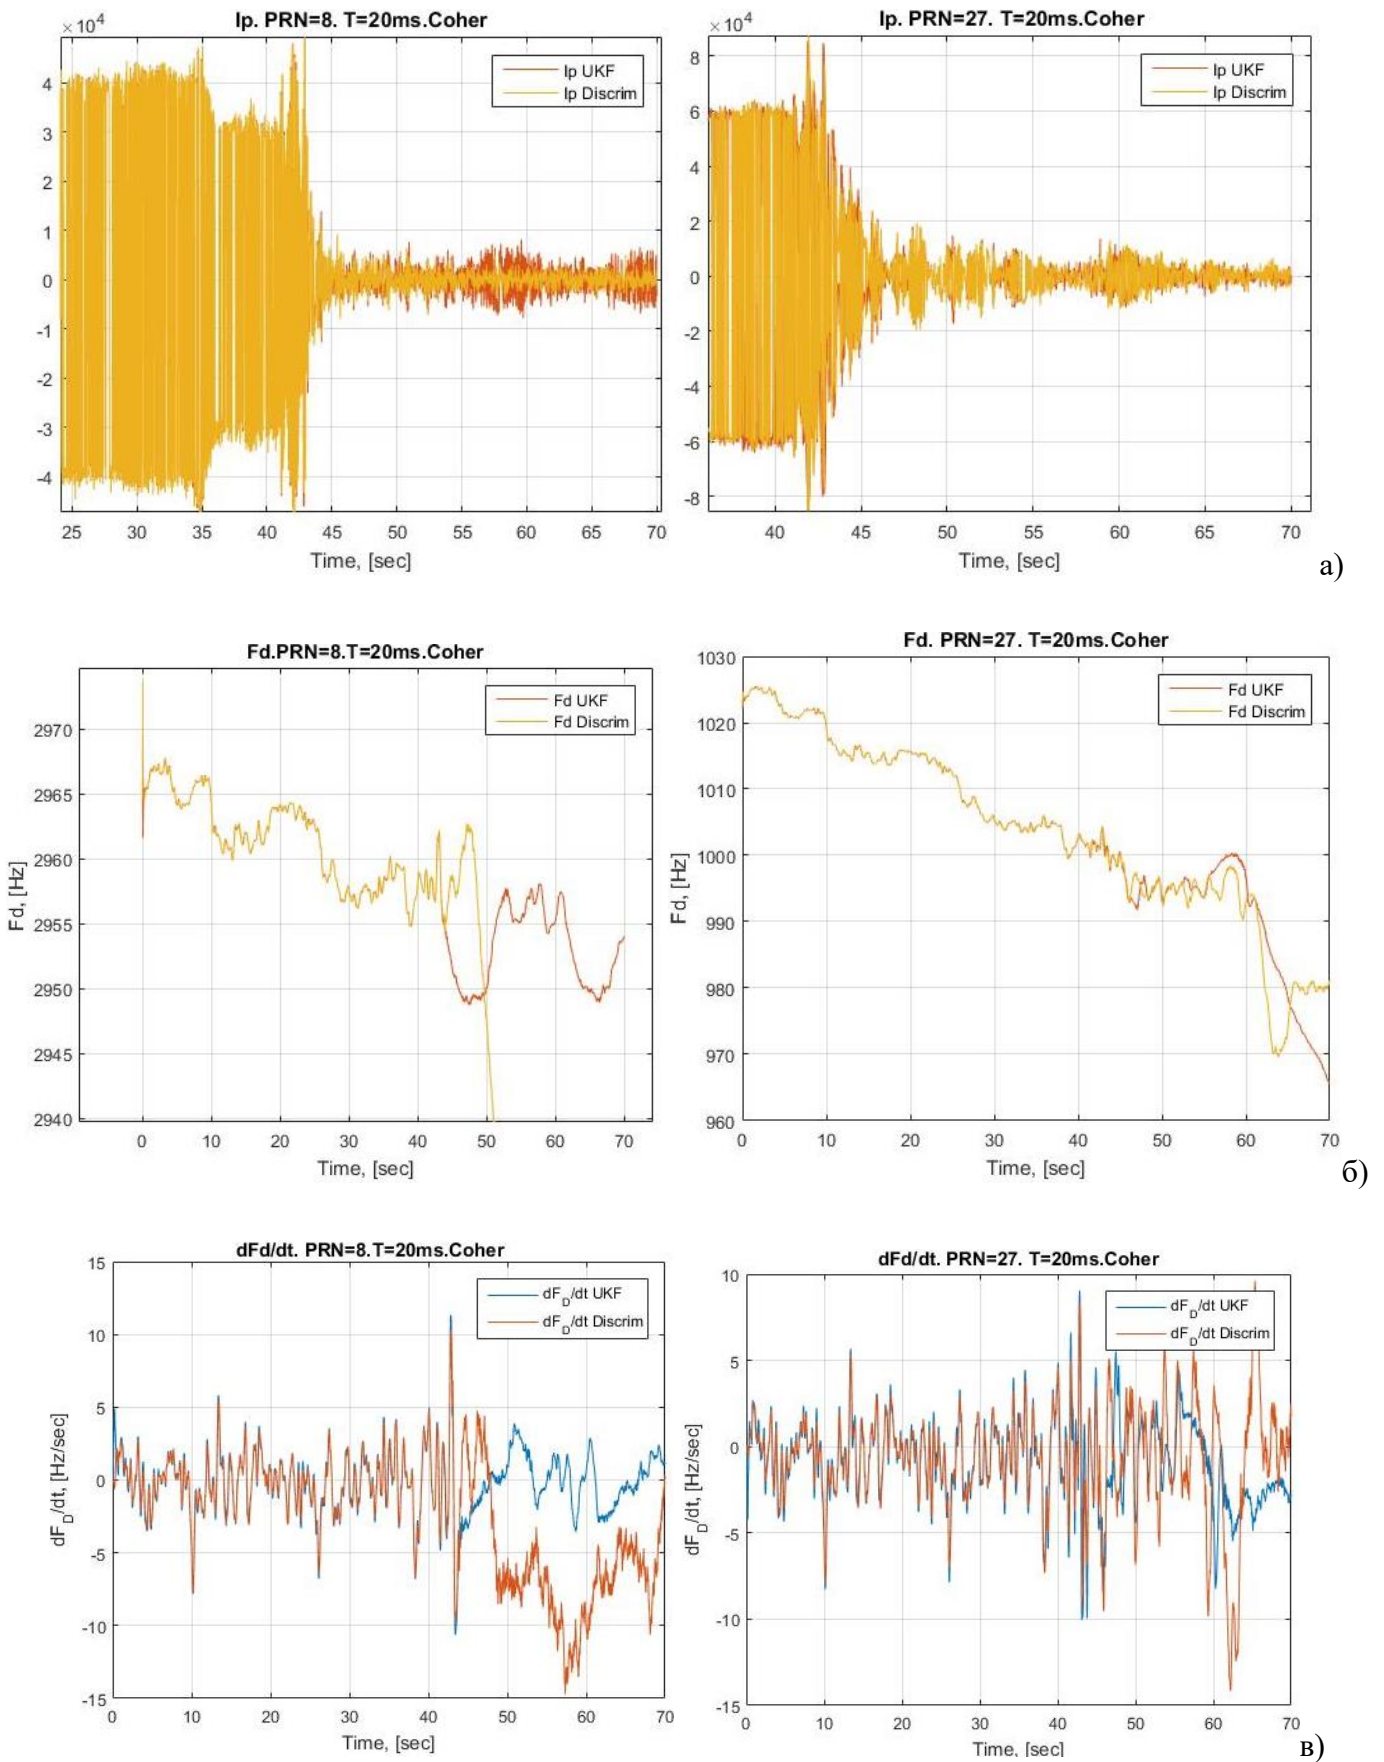 Ip. PRN=8. T=20ms.Coher
×10⁴
Ip UKF
Ip Discrim
4
3
2
1
0
-1
-2
-3
-4
25 30 35 40 45 50 55 60 65 70
Time, [sec]
Ip. PRN=27. T=20ms.Coher
×10⁴
Ip UKF
Ip Discrim
8
6
4
2
0
-2
-4
-6
-8
40 45 50 55 60 65 70
Time, [sec]
а)
Fd.PRN=8.T=20ms.Coher
Fd UKF
Fd Discrim
Fd, [Hz]
2970
2965
2960
2955
2950
2945
2940
0 10 20 30 40 50 60 70
Time, [sec]
Fd. PRN=27. T=20ms.Coher
Fd UKF
Fd Discrim
Fd, [Hz]
1030
1020
1010
1000
990
980
970
960
0 10 20 30 40 50 60 70
Time, [sec]
б)
dFd/dt. PRN=8.T=20ms.Coher
dF_D/dt UKF
dF_D/dt Discrim
dF_D/dt, [Hz/sec]
15
10
5
0
-5
-10
-15
0 10 20 30 40 50 60 70
Time, [sec]
dFd/dt. PRN=27. T=20ms.Coher
dF_D/dt UKF
dF_D/dt Discrim
dF_D/dt, [Hz/sec]
10
5
0
-5
-10
-15
0 10 20 30 40 50 60 70
Time, [sec]
в)